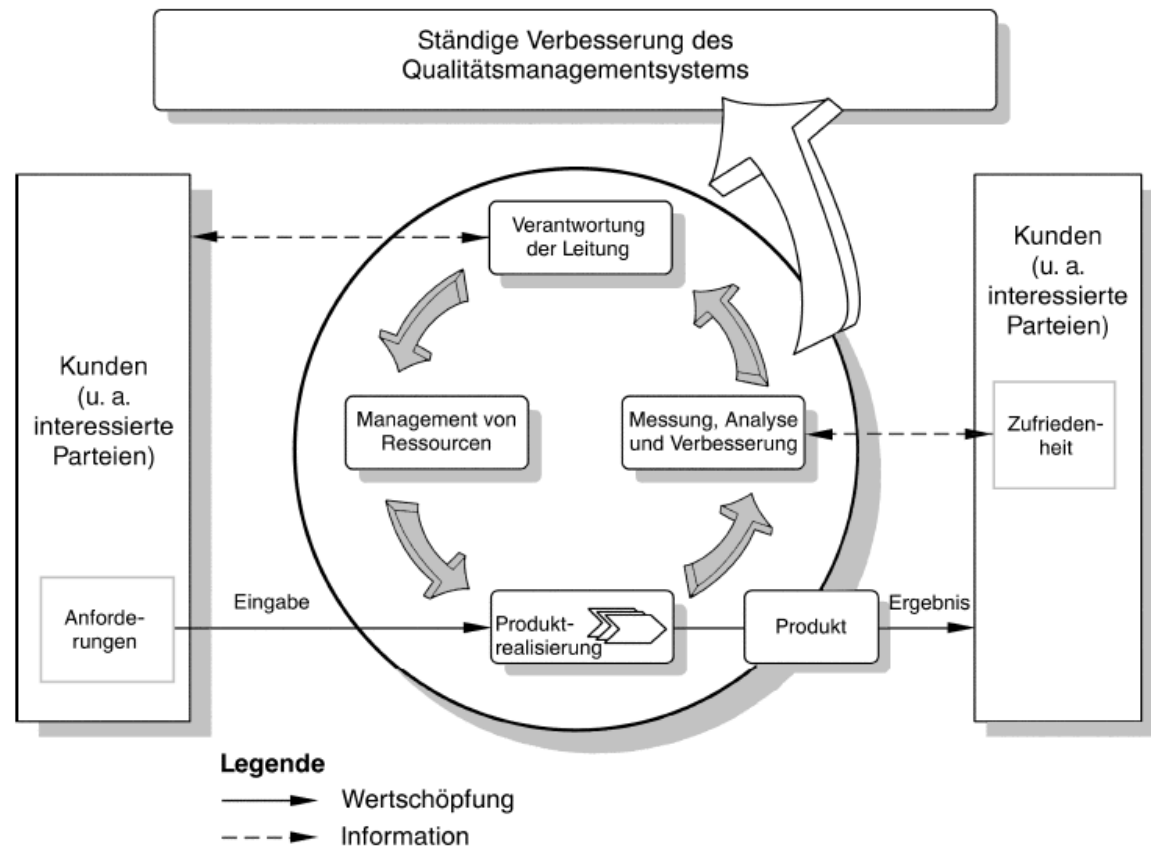 Ständige Verbesserung des
Qualitätsmanagementsystems
Verantwortung
der Leitung
Kunden
(u. a.
interessierte
Parteien)
Kunden
(u. a.
interessierte
Parteien)
Management von
Ressourcen
Messung, Analyse
und Verbesserung
Zufrieden-
heit
Anforde-
rungen
Eingabe
Produkt-
realisierung
Produkt
Ergebnis
Legende
Wertschöpfung
Information